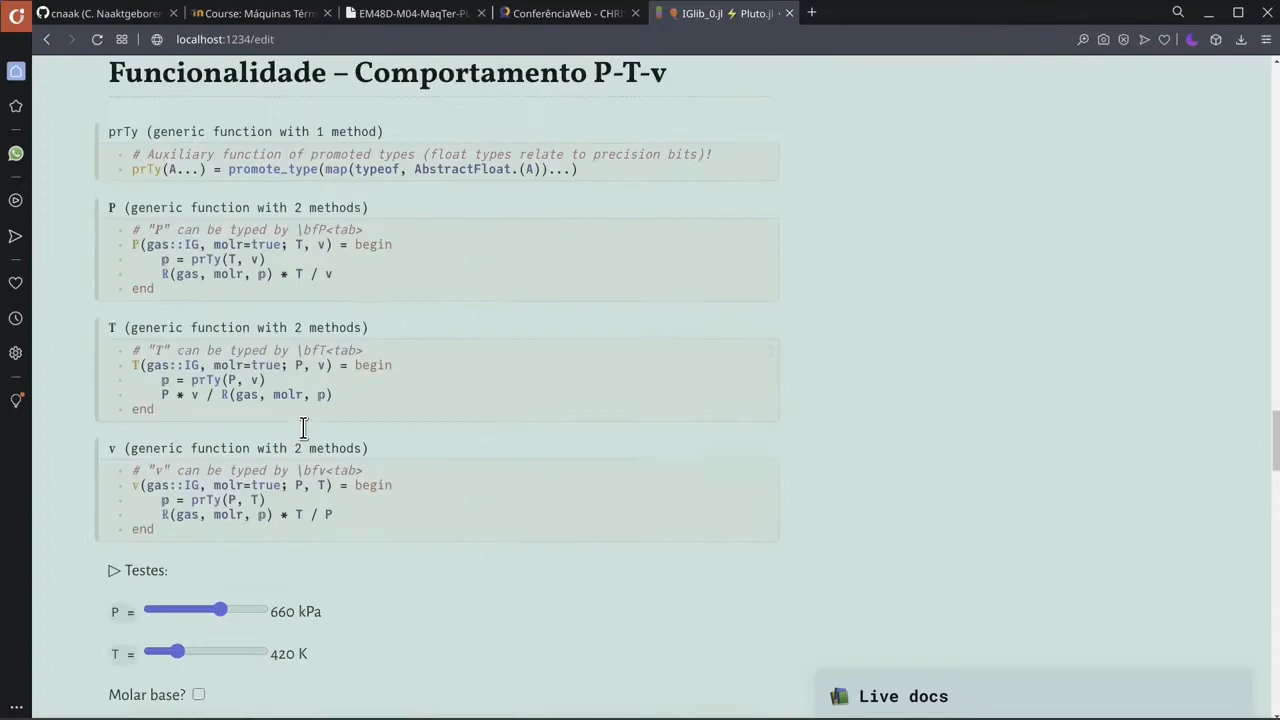 cnaak (C. Naaktgebore
Course: Máquinas Térm
EM48D-M04-MaqTer-PL
ConferênciaWeb - CHRI
IGlib_0.jl ⚡ Pluto.jl
localhost:1234/edit
Funcionalidade – Comportamento P-T-v
prTy (generic function with 1 method)
# Auxiliary function of promoted types (float types relate to precision bits)!
prTy(A...) = promote_type(map(typeof, AbstractFloat.(A))...)
𝐏 (generic function with 2 methods)
# "𝐏" can be typed by \bfP<tab>
𝐏(gas::IG, molr=true; T, v) = begin
𝕡 = prTy(T, v)
ℝ(gas, molr, 𝕡) * T / v
end
𝐓 (generic function with 2 methods)
# "𝐓" can be typed by \bfT<tab>
𝐓(gas::IG, molr=true; P, v) = begin
𝕡 = prTy(P, v)
P * v / ℝ(gas, molr, 𝕡)
end
𝐯 (generic function with 2 methods)
# "𝐯" can be typed by \bfv<tab>
𝐯(gas::IG, molr=true; P, T) = begin
𝕡 = prTy(P, T)
ℝ(gas, molr, 𝕡) * T / P
end
▷ Testes:
P = 660 kPa
T = 420 K
Molar base?
Live docs